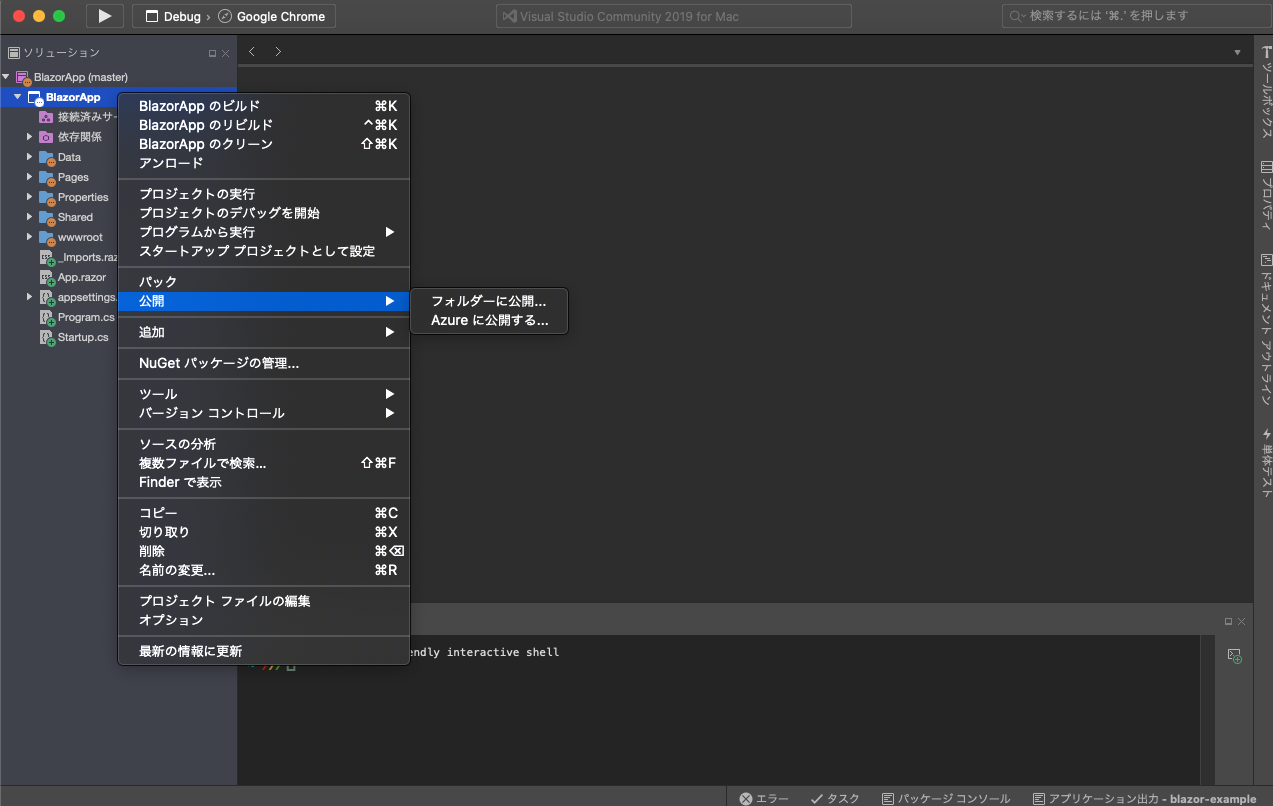 Debug › Google Chrome
Visual Studio Community 2019 for Mac
検索するには '⌘.' を押します
ソリューション
BlazorApp (master)
BlazorApp
接続済みサー
依存関係
Data
Pages
Properties
Shared
wwwroot
_Imports.raz
App.razor
appsettings.
Program.cs
Startup.cs
BlazorApp のビルド ⌘K
BlazorApp のリビルド ^⌘K
BlazorApp のクリーン ⇧⌘K
アンロード
プロジェクトの実行
プロジェクトのデバッグを開始
プログラムから実行
スタートアップ プロジェクトとして設定
パック
公開
追加
NuGet パッケージの管理...
ツール
バージョン コントロール
ソースの分析
複数ファイルで検索... ⇧⌘F
Finder で表示
コピー ⌘C
切り取り ⌘X
削除 ⌘⌫
名前の変更... ⌘R
プロジェクト ファイルの編集
オプション
最新の情報に更新
フォルダーに公開...
Azure に公開する...
endly interactive shell
ツールボックス
プロパティ
ドキュメント アウトライン
単体テスト
エラー
タスク
パッケージ コンソール
アプリケーション出力 - blazor-example